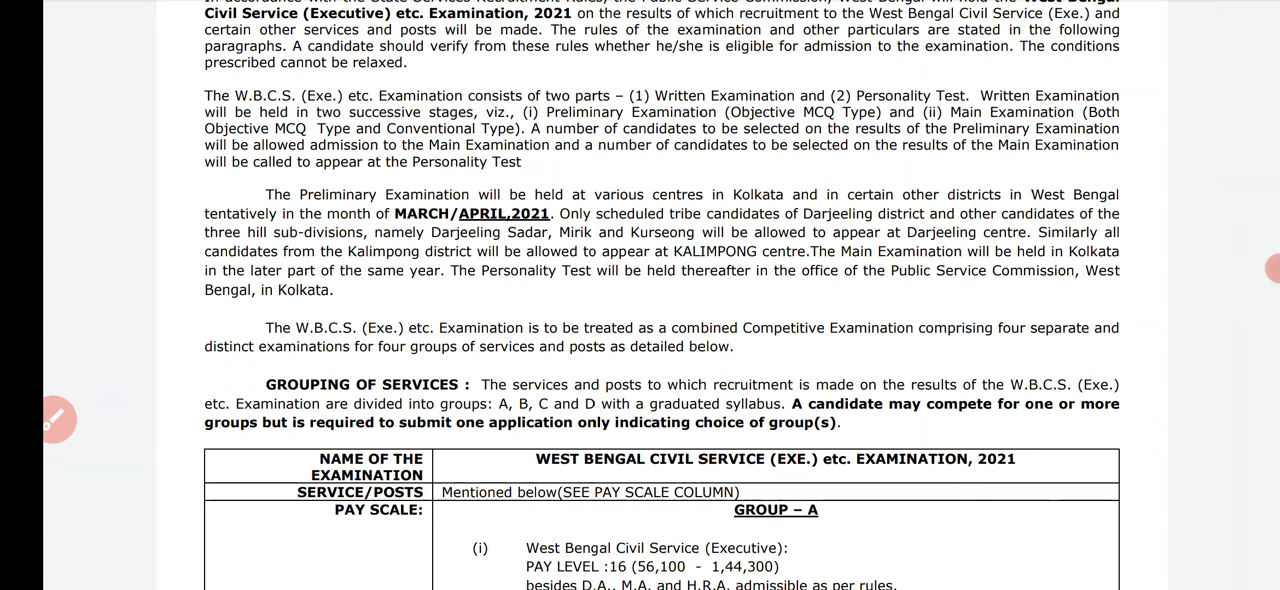 Civil Service (Executive) etc. Examination, 2021 on the results of which recruitment to the West Bengal Civil Service (Exe.) and
certain other services and posts will be made. The rules of the examination and other particulars are stated in the following
paragraphs. A candidate should verify from these rules whether he/she is eligible for admission to the examination. The conditions
prescribed cannot be relaxed.
The W.B.C.S. (Exe.) etc. Examination consists of two parts – (1) Written Examination and (2) Personality Test. Written Examination
will be held in two successive stages, viz., (i) Preliminary Examination (Objective MCQ Type) and (ii) Main Examination (Both
Objective MCQ Type and Conventional Type). A number of candidates to be selected on the results of the Preliminary Examination
will be allowed admission to the Main Examination and a number of candidates to be selected on the results of the Main Examination
will be called to appear at the Personality Test
The Preliminary Examination will be held at various centres in Kolkata and in certain other districts in West Bengal
tentatively in the month of MARCH/APRIL,2021. Only scheduled tribe candidates of Darjeeling district and other candidates of the
three hill sub-divisions, namely Darjeeling Sadar, Mirik and Kurseong will be allowed to appear at Darjeeling centre. Similarly all
candidates from the Kalimpong district will be allowed to appear at KALIMPONG centre.The Main Examination will be held in Kolkata
in the later part of the same year. The Personality Test will be held thereafter in the office of the Public Service Commission, West
Bengal, in Kolkata.
The W.B.C.S. (Exe.) etc. Examination is to be treated as a combined Competitive Examination comprising four separate and
distinct examinations for four groups of services and posts as detailed below.
GROUPING OF SERVICES : The services and posts to which recruitment is made on the results of the W.B.C.S. (Exe.)
etc. Examination are divided into groups: A, B, C and D with a graduated syllabus. A candidate may compete for one or more
groups but is required to submit one application only indicating choice of group(s).
NAME OF THE EXAMINATION WEST BENGAL CIVIL SERVICE (EXE.) etc. EXAMINATION, 2021
SERVICE/POSTS Mentioned below(SEE PAY SCALE COLUMN)
PAY SCALE: GROUP – A
(i) West Bengal Civil Service (Executive):
PAY LEVEL :16 (56,100 - 1,44,300)
besides D.A., M.A. and H.R.A. admissible as per rules.